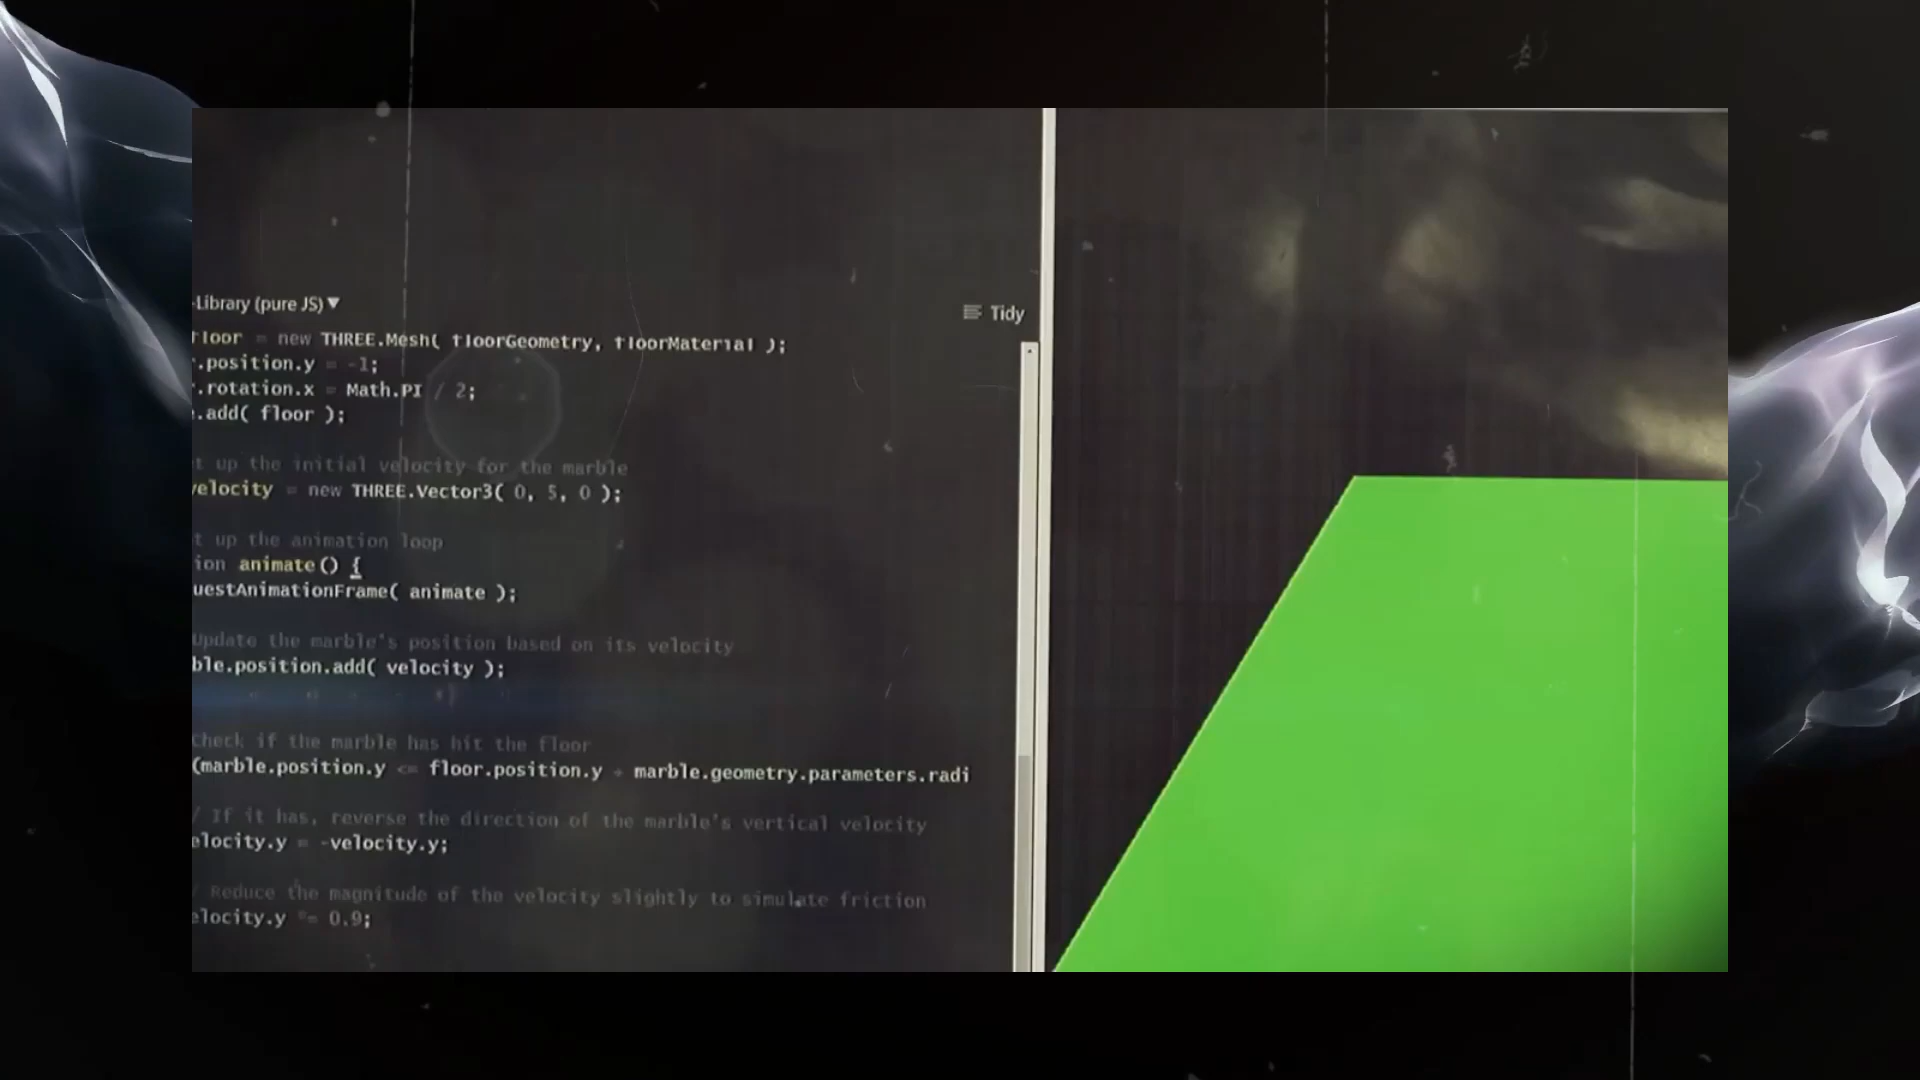 -Library (pure JS) ▼
Tidy
floor = new THREE.Mesh( floorGeometry, floorMaterial );
.position.y = -1;
.rotation.x = Math.PI / 2;
.add( floor );
t up the initial velocity for the marble
velocity = new THREE.Vector3( 0, 5, 0 );
t up the animation loop
ion animate() {
uestAnimationFrame( animate );
Update the marble's position based on its velocity
ble.position.add( velocity );
Check if the marble has hit the floor
(marble.position.y <= floor.position.y + marble.geometry.parameters.radi
/ If it has, reverse the direction of the marble's vertical velocity
elocity.y = -velocity.y;
/ Reduce the magnitude of the velocity slightly to simulate friction
elocity.y *= 0.9;